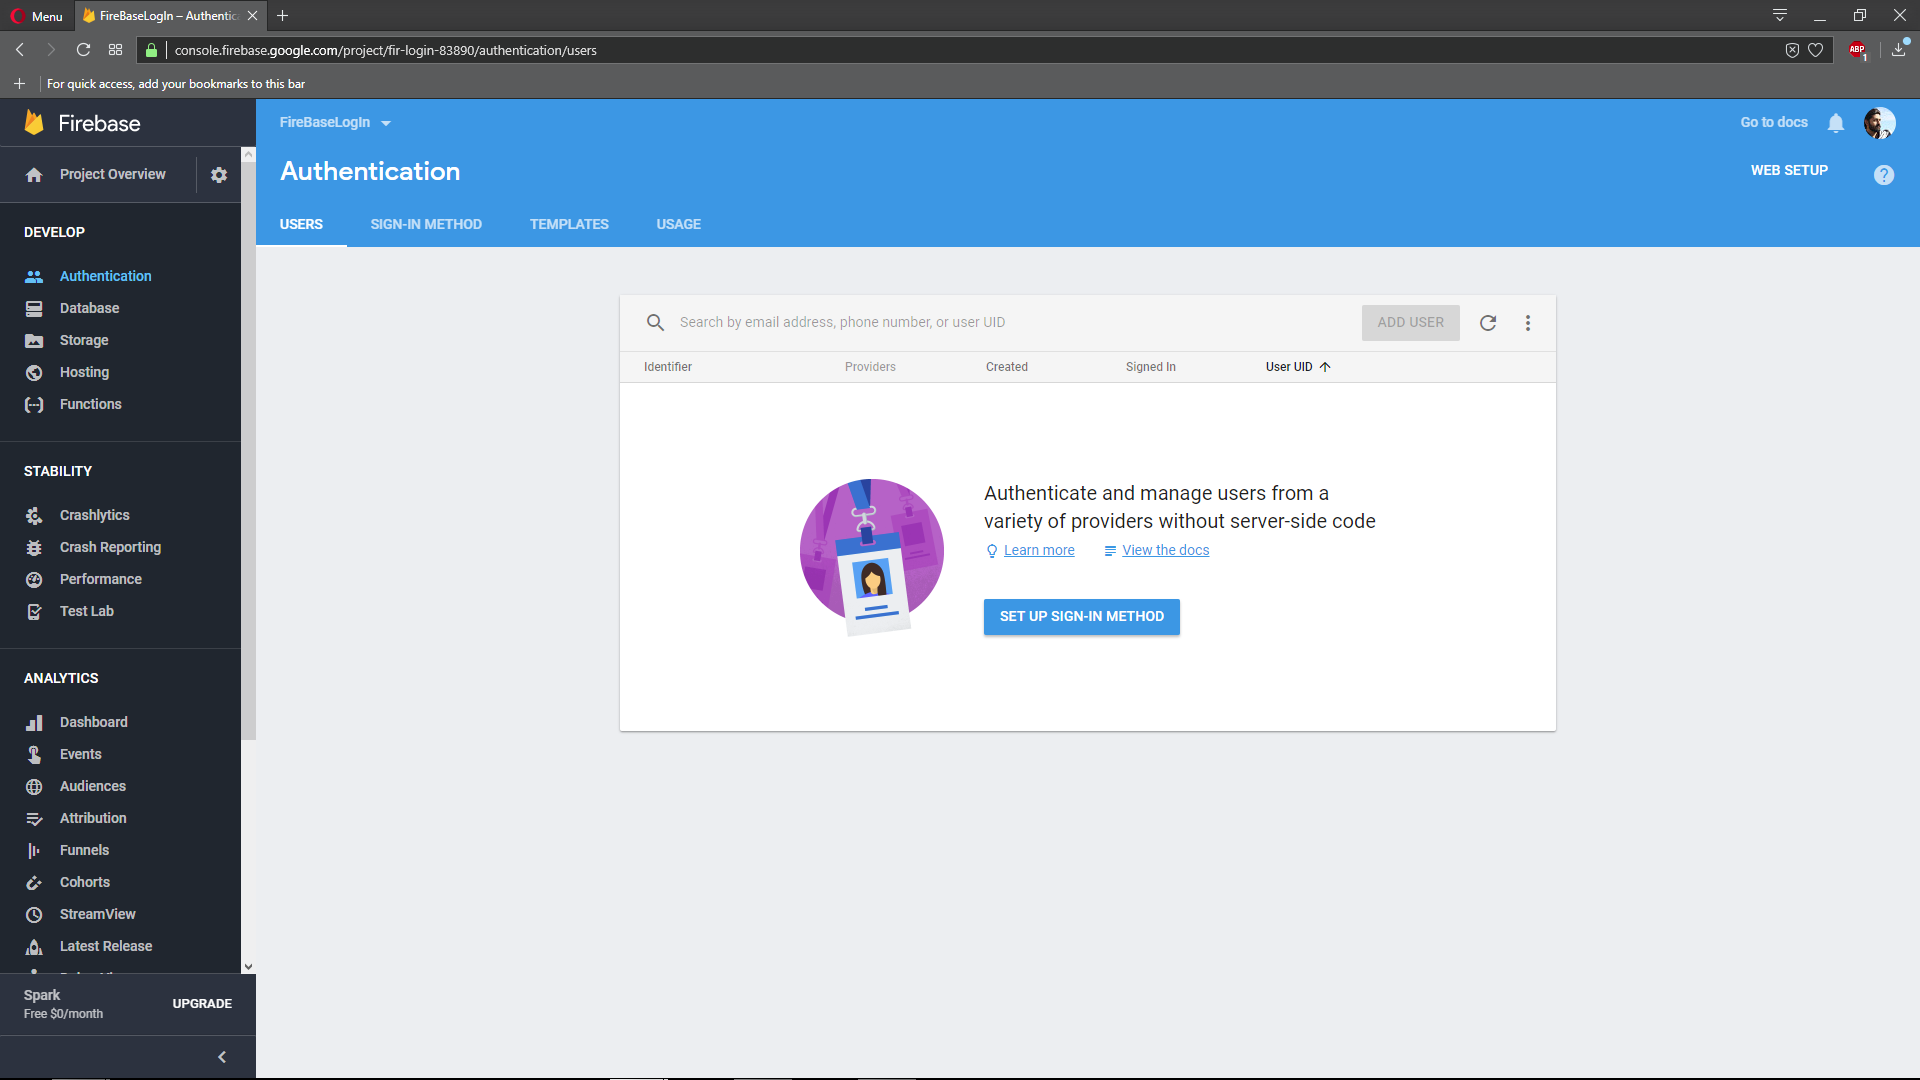 Menu
FireBaseLogIn – Authentic
console.firebase.google.com/project/fir-login-83890/authentication/users
ABP
1
For quick access, add your bookmarks to this bar
Firebase
FireBaseLogIn
Go to docs
Project Overview
Authentication
WEB SETUP
?
USERS
SIGN-IN METHOD
TEMPLATES
USAGE
DEVELOP
Authentication
Database
Storage
Hosting
Functions
STABILITY
Crashlytics
Crash Reporting
Performance
Test Lab
ANALYTICS
Dashboard
Events
Audiences
Attribution
Funnels
Cohorts
StreamView
Latest Release
Spark
Free $0/month
UPGRADE
Search by email address, phone number, or user UID
ADD USER
Identifier
Providers
Created
Signed In
User UID
Authenticate and manage users from a
variety of providers without server-side code
Learn more
View the docs
SET UP SIGN-IN METHOD